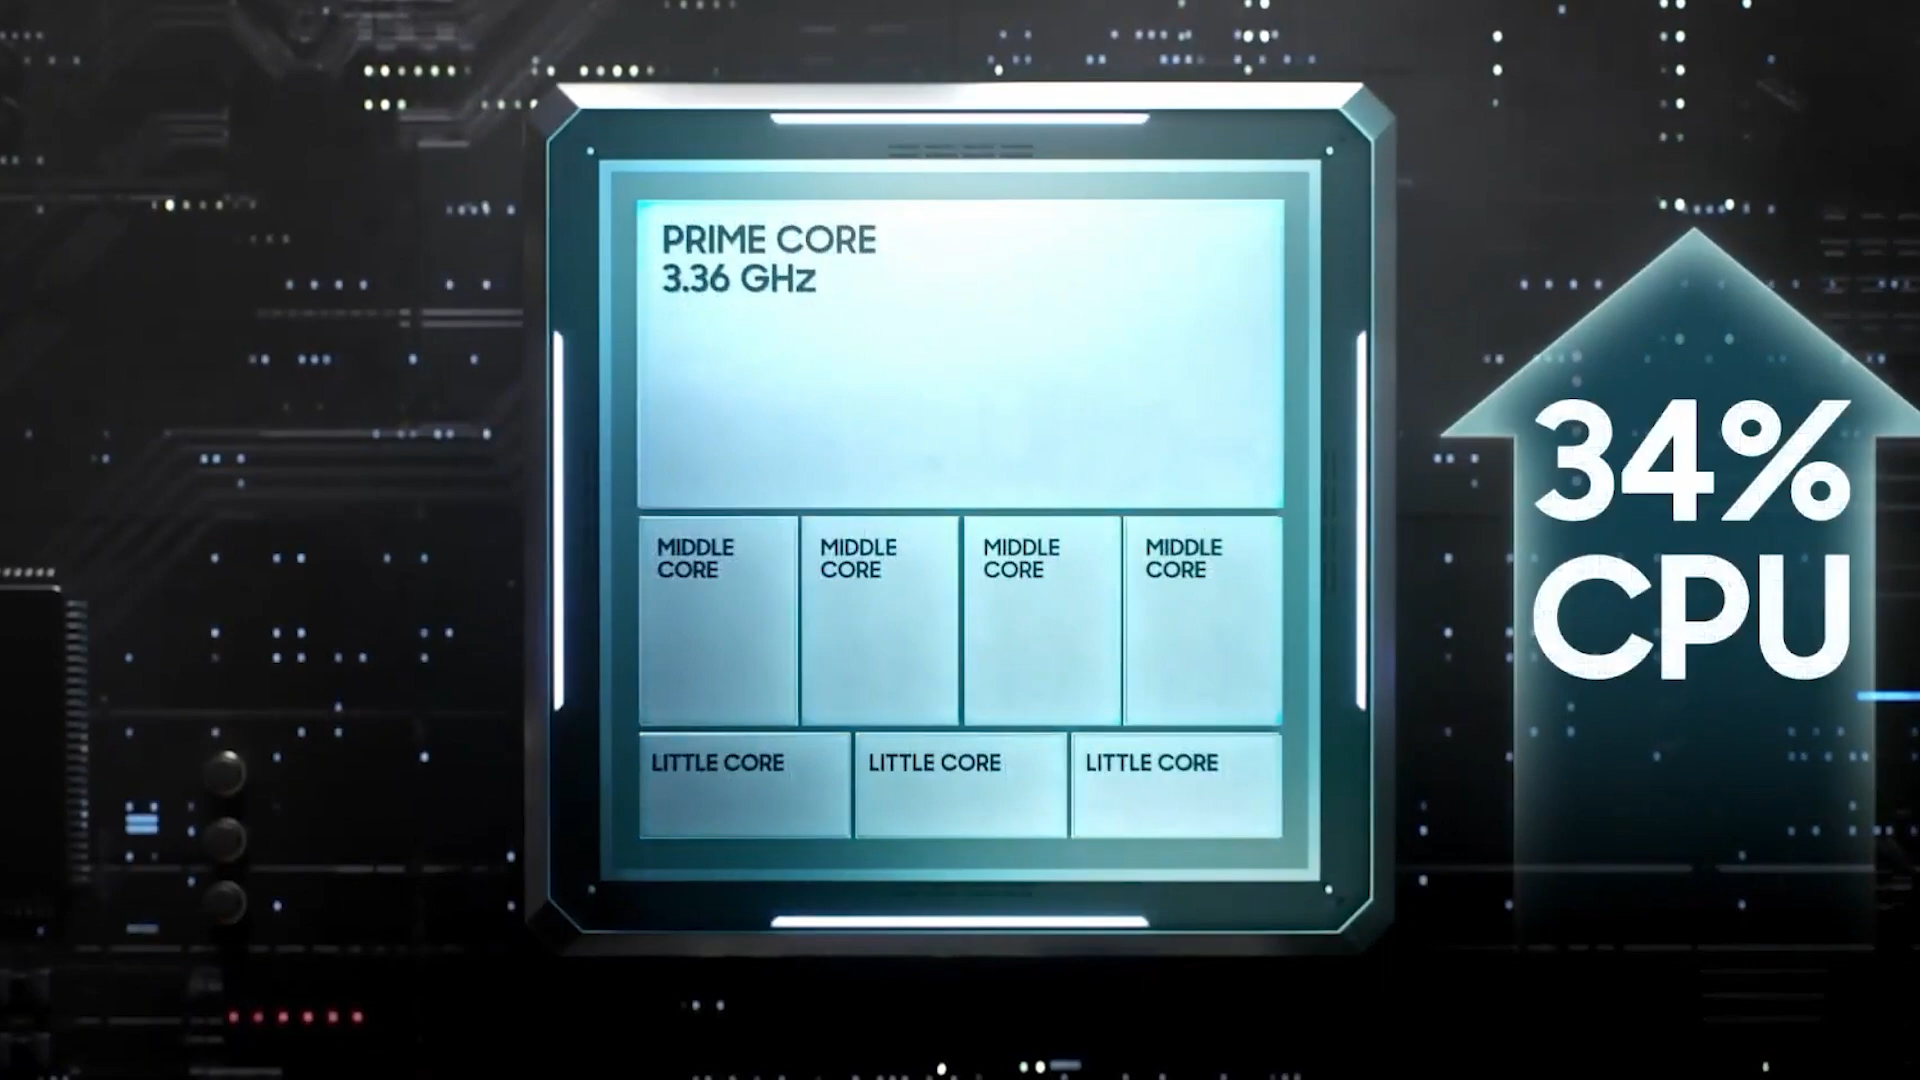 PRIME CORE
3.36 GHz
MIDDLE
CORE
MIDDLE
CORE
MIDDLE
CORE
MIDDLE
CORE
LITTLE CORE
LITTLE CORE
LITTLE CORE
34%
CPU